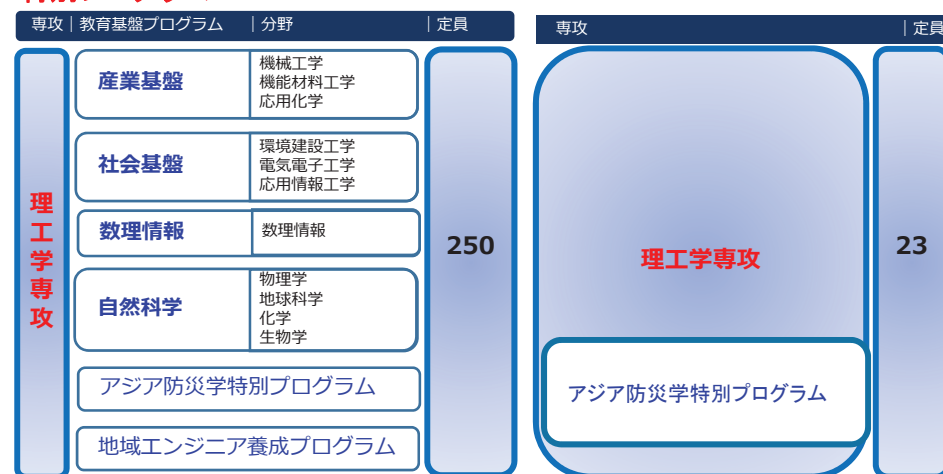 専攻|教育基盤プログラム |分野 |定員
理工学専攻
産業基盤
機械工学
機能材料工学
応用化学
社会基盤
環境建設工学
電気電子工学
応用情報工学
数理情報
数理情報
自然科学
物理学
地球科学
化学
生物学
アジア防災学特別プログラム
地域エンジニア養成プログラム
250
専攻 |定員
理工学専攻
アジア防災学特別プログラム
23